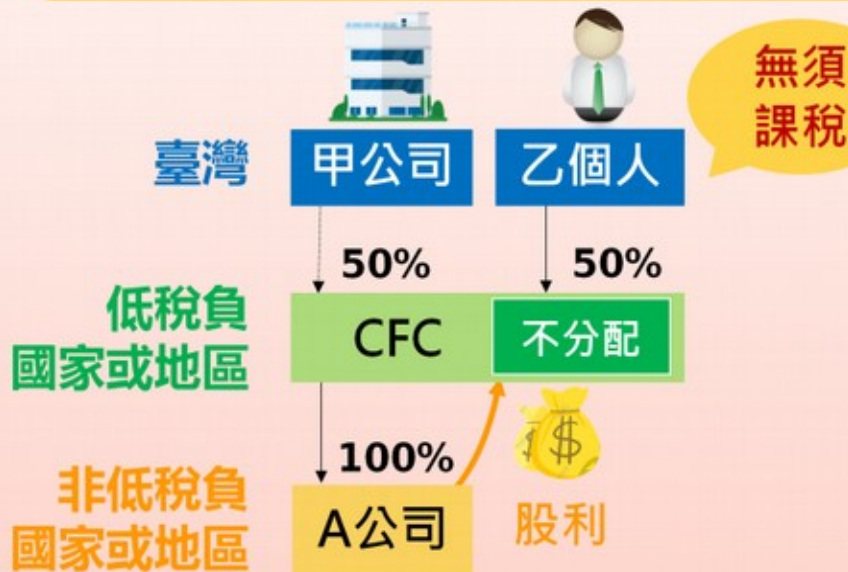 無須
課稅
臺灣
甲公司
乙個人
50%
50%
低稅負
國家或地區
CFC
不分配
$
100%
非低稅負
國家或地區
A公司
股利